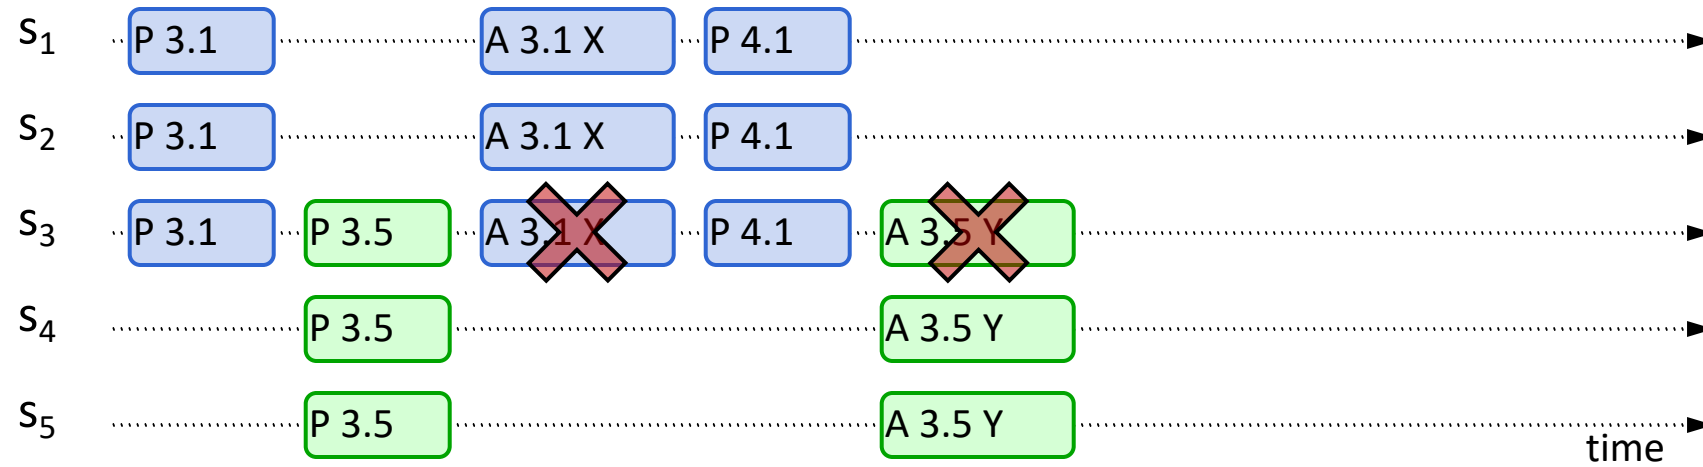 s1 P 3.1 A 3.1 X P 4.1
s2 P 3.1 A 3.1 X P 4.1
s3 P 3.1 P 3.5 A 3.1 X P 4.1 A 3.5 Y
s4 P 3.5 A 3.5 Y
s5 P 3.5 A 3.5 Y
time